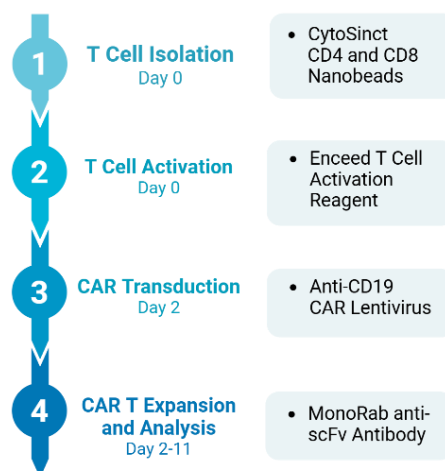 1
T Cell Isolation
Day 0
• CytoSinct
CD4 and CD8
Nanobeads
2
T Cell Activation
Day 0
• Enceed T Cell
Activation
Reagent
3
CAR Transduction
Day 2
• Anti-CD19
CAR Lentivirus
4
CAR T Expansion
and Analysis
Day 2-11
• MonoRab anti-
scFv Antibody